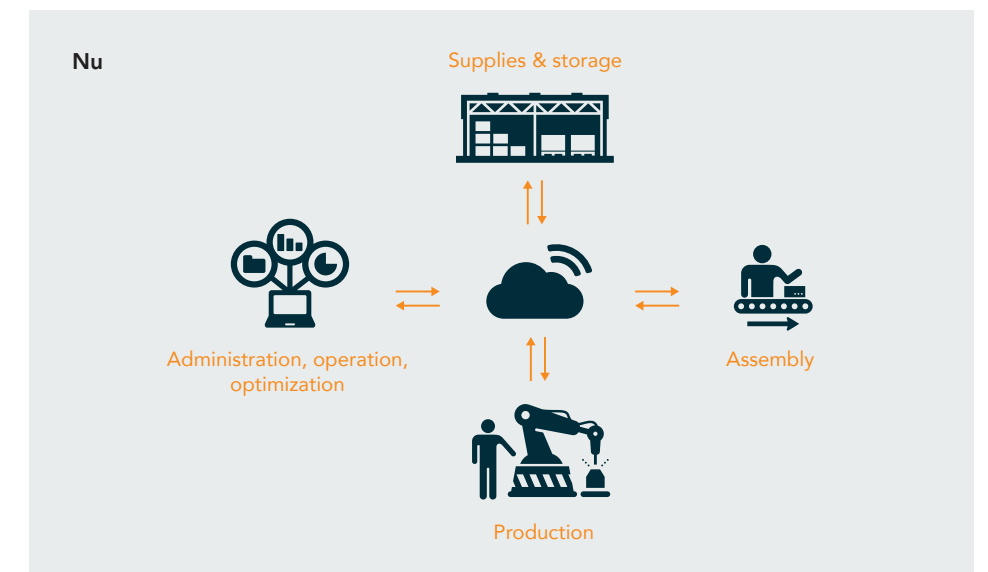 Nu
Supplies & storage
Administration, operation,
optimization
Assembly
Production